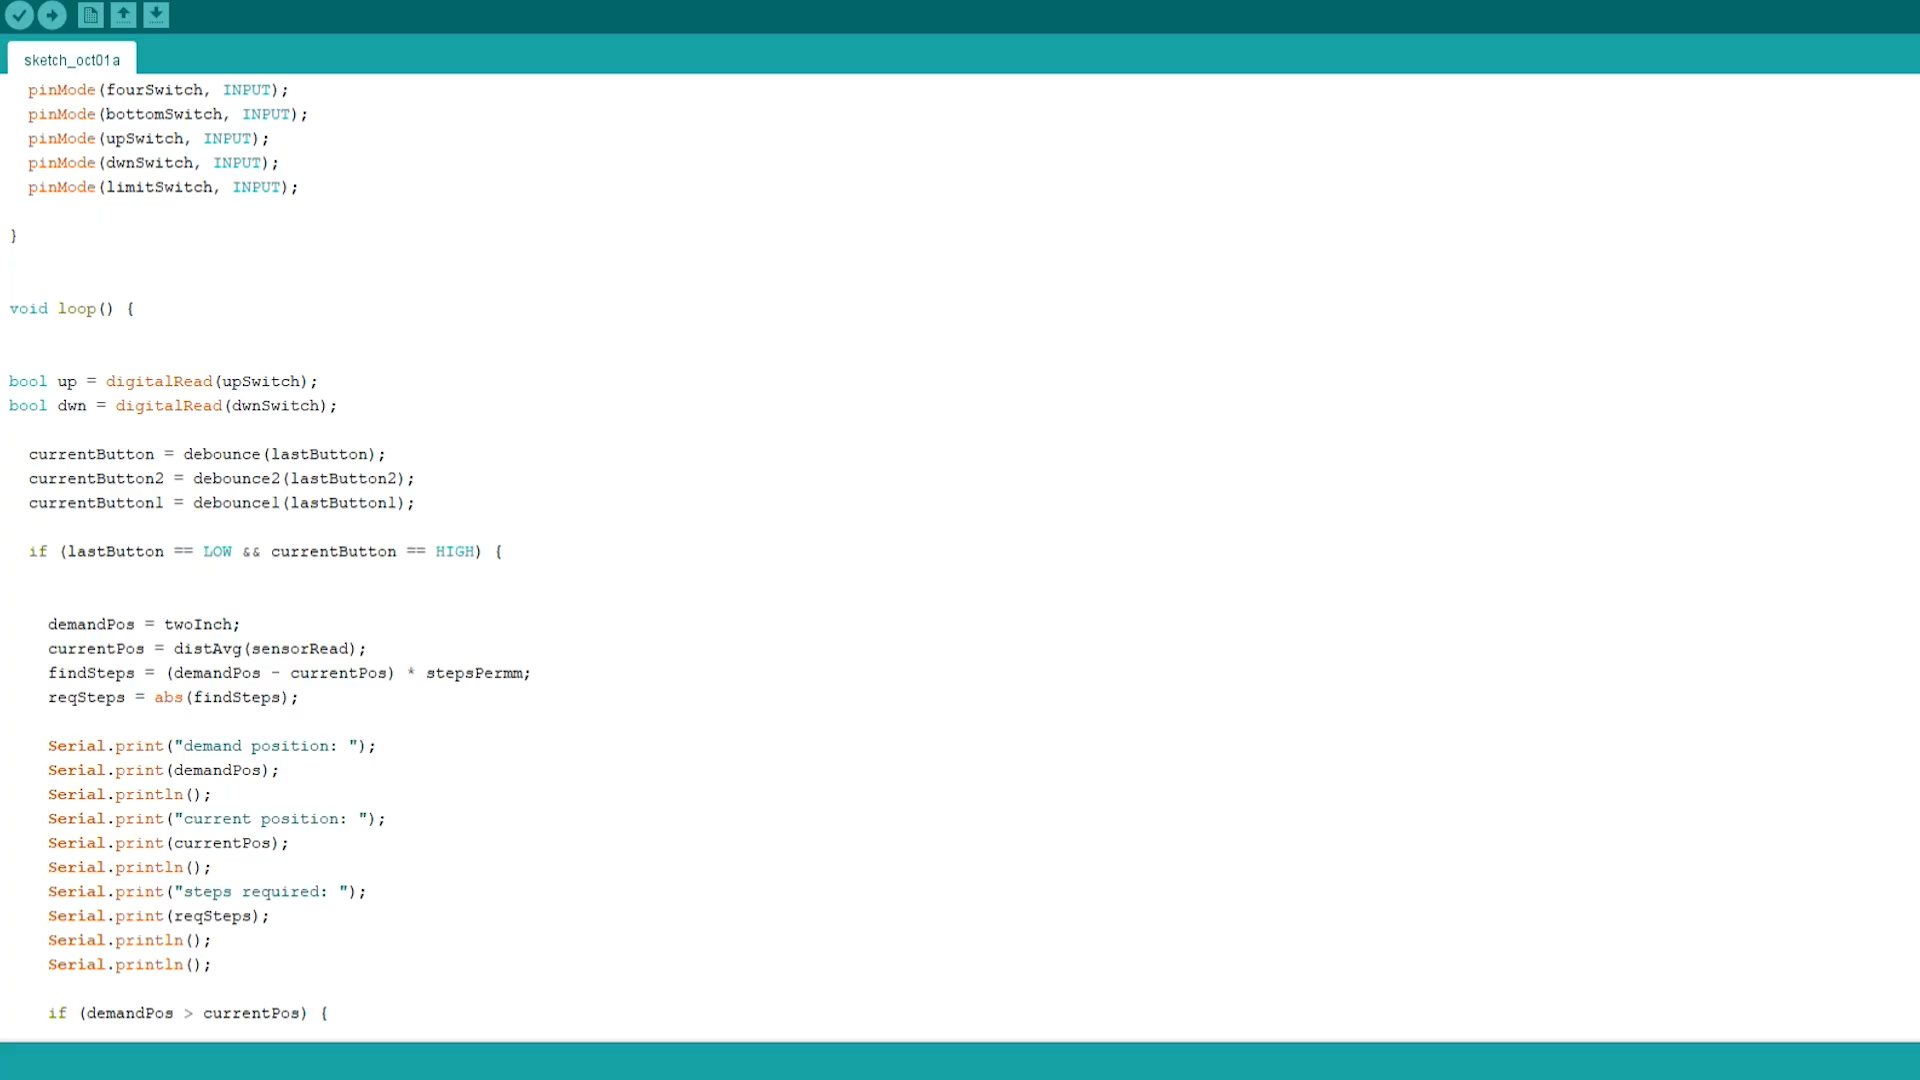 sketch_oct01a
pinMode(fourSwitch, INPUT);
pinMode(bottomSwitch, INPUT);
pinMode(upSwitch, INPUT);
pinMode(dwnSwitch, INPUT);
pinMode(limitSwitch, INPUT);
}
void loop() {
bool up = digitalRead(upSwitch);
bool dwn = digitalRead(dwnSwitch);
currentButton = debounce(lastButton);
currentButton2 = debounce2(lastButton2);
currentButton1 = debounce1(lastButton1);
if (lastButton == LOW && currentButton == HIGH) {
demandPos = twoInch;
currentPos = distAvg(sensorRead);
findSteps = (demandPos - currentPos) * stepsPermm;
reqSteps = abs(findSteps);
Serial.print("demand position: ");
Serial.print(demandPos);
Serial.println();
Serial.print("current position: ");
Serial.print(currentPos);
Serial.println();
Serial.print("steps required: ");
Serial.print(reqSteps);
Serial.println();
Serial.println();
if (demandPos > currentPos) {